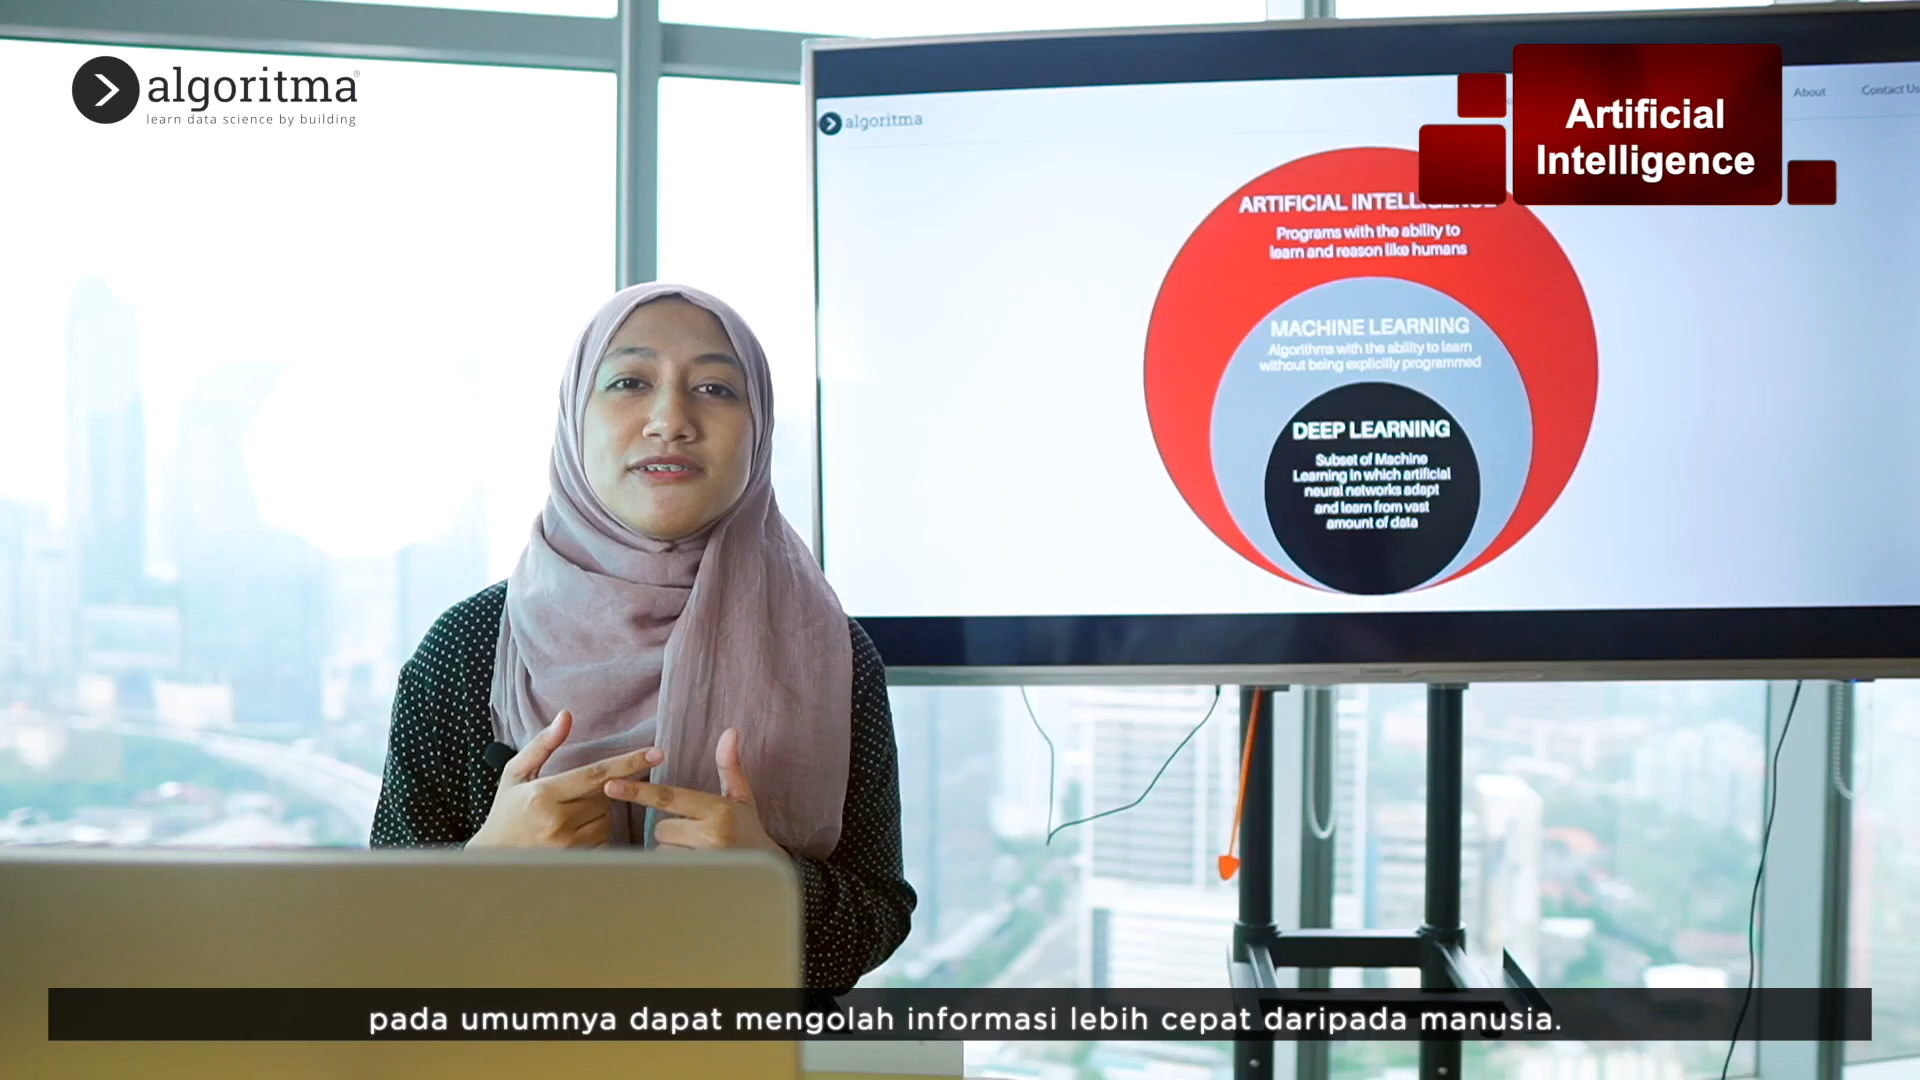 algoritma
learn data science by building
Artificial
Intelligence
algoritma
About
Contact Us
ARTIFICIAL INTELLIGENCE
Programs with the ability to
learn and reason like humans
MACHINE LEARNING
Algorithms with the ability to learn
without being explicitly programmed
DEEP LEARNING
Subset of Machine
Learning in which artificial
neural networks adapt
and learn from vast
amount of data
pada umumnya dapat mengolah informasi lebih cepat daripada manusia.